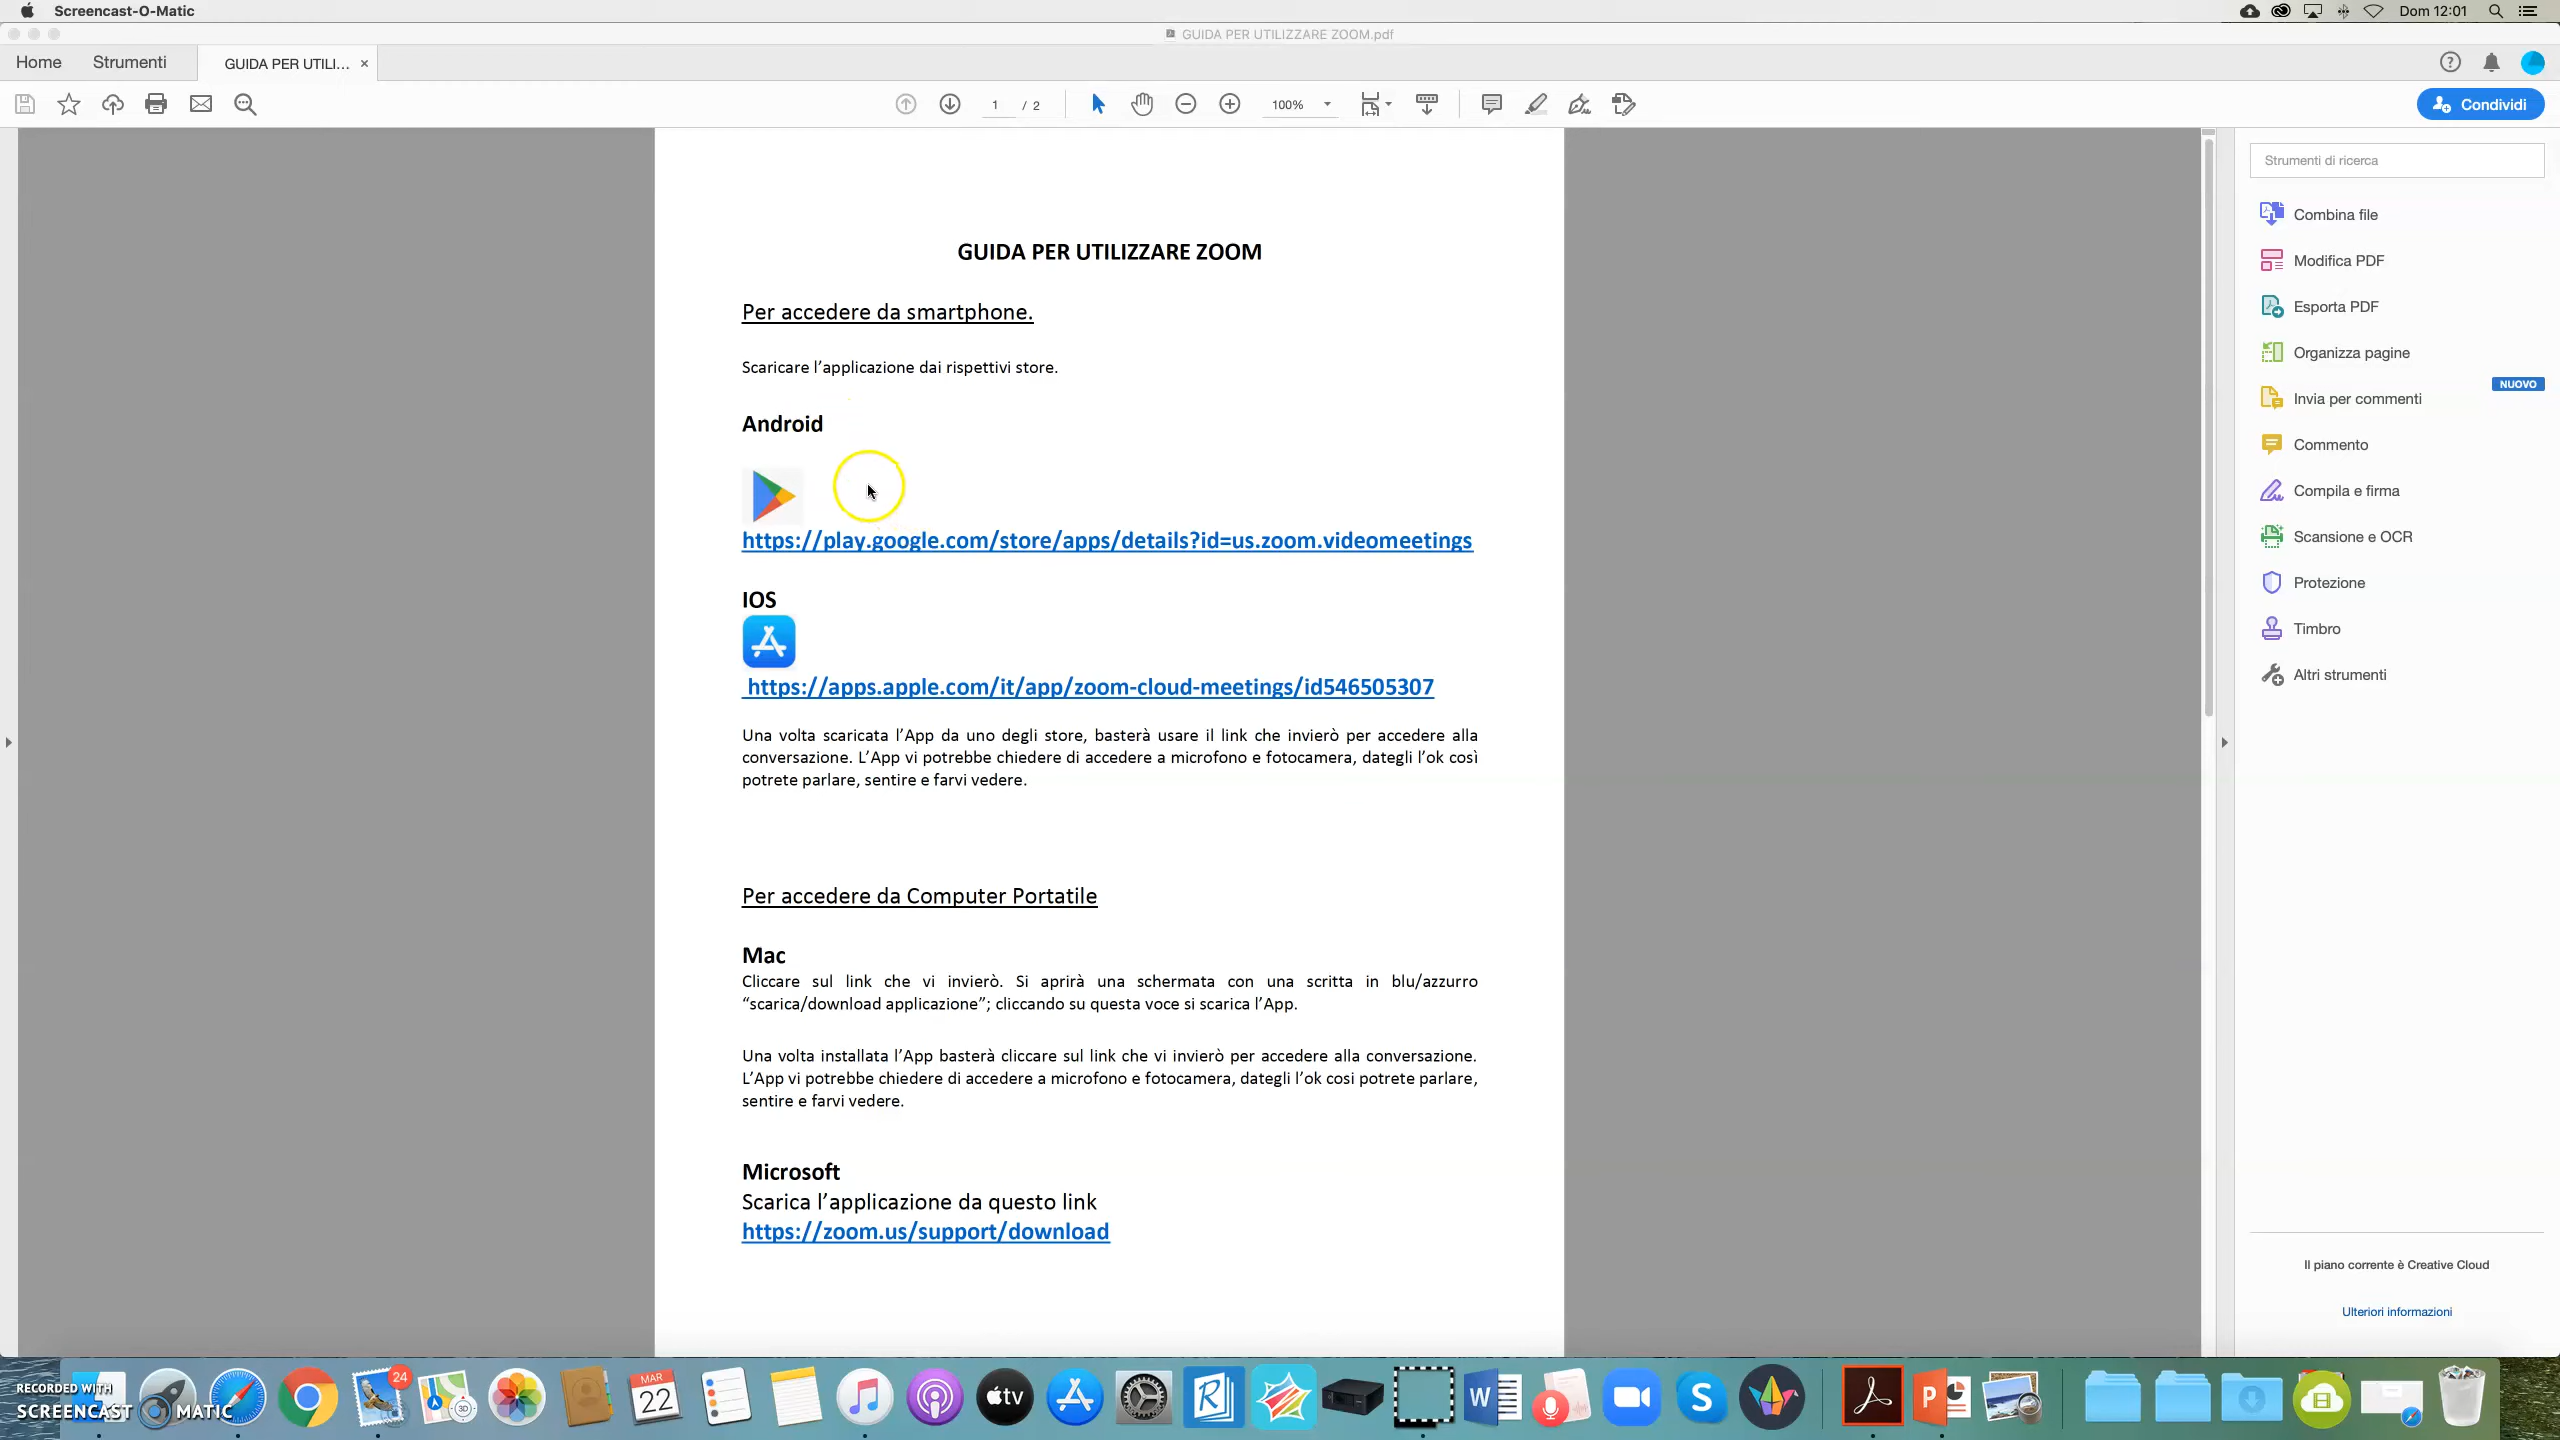 Screencast-O-Matic
Dom 12:01
GUIDA PER UTILIZZARE ZOOM.pdf
Home
Strumenti
GUIDA PER UTILI... ×
1 / 2
100%
Condividi
Strumenti di ricerca
Combina file
Modifica PDF
Esporta PDF
Organizza pagine
NUOVO
Invia per commenti
Commento
Compila e firma
Scansione e OCR
Protezione
Timbro
Altri strumenti
Il piano corrente è Creative Cloud
Ulteriori informazioni
GUIDA PER UTILIZZARE ZOOM
Per accedere da smartphone.
Scaricare l’applicazione dai rispettivi store.
Android
https://play.google.com/store/apps/details?id=us.zoom.videomeetings
IOS
https://apps.apple.com/it/app/zoom-cloud-meetings/id546505307
Una volta scaricata l’App da uno degli store, basterà usare il link che invierò per accedere alla
conversazione. L’App vi potrebbe chiedere di accedere a microfono e fotocamera, dategli l’ok così
potrete parlare, sentire e farvi vedere.
Per accedere da Computer Portatile
Mac
Cliccare sul link che vi invierò. Si aprirà una schermata con una scritta in blu/azzurro
“scarica/download applicazione”; cliccando su questa voce si scarica l’App.
Una volta installata l’App basterà cliccare sul link che vi invierò per accedere alla conversazione.
L’App vi potrebbe chiedere di accedere a microfono e fotocamera, dategli l’ok cosi potrete parlare,
sentire e farvi vedere.
Microsoft
Scarica l’applicazione da questo link
https://zoom.us/support/download
RECORDED WITH
SCREENCAST MATIC
24
MAR
22
tv